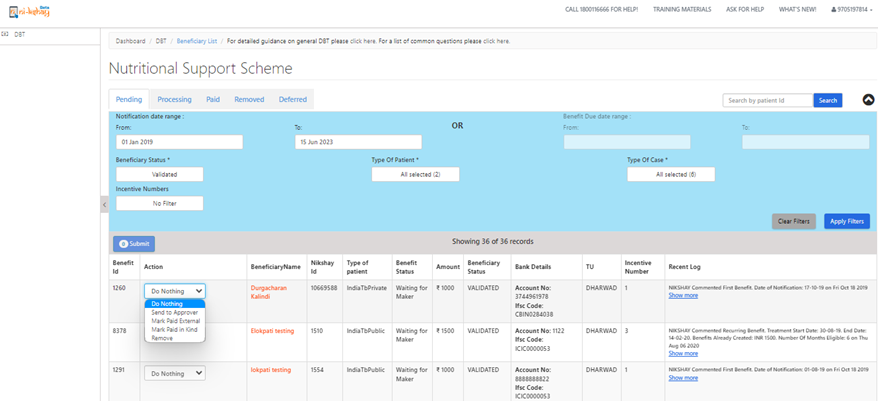 Beta
ni-kshay
CALL 1800116666 FOR HELP!
TRAINING MATERIALS
ASK FOR HELP
WHAT'S NEW!
9705197814
DBT
Dashboard / DBT / Beneficiary List / For detailed guidance on general DBT please click here. For a list of common questions please click here.
Nutritional Support Scheme
Pending
Processing
Paid
Removed
Deferred
Search by patient Id
Search
Notification date range :
OR
Benefit Due date range :
From:
To:
From:
To:
01 Jan 2019
15 Jun 2023
Beneficiary Status *
Type Of Patient *
Type Of Case *
Validated
All selected (2)
All selected (6)
Incentive Numbers
No Filter
Clear Filters
Apply Filters
0 Submit
Showing 36 of 36 records
Benefit Id
Action
BeneficiaryName
Nikshay Id
Type of patient
Benefit Status
Amount
Beneficiary Status
Bank Details
TU
Incentive Number
Recent Log
1260
Do Nothing
Do Nothing
Send to Approver
Mark Paid External
Mark Paid in Kind
Remove
Durgacharan Kalindi
10669588
IndiaTbPrivate
Waiting for Maker
₹ 1000
VALIDATED
Account No: 3744961978
Ifsc Code: CBIN0284038
DHARWAD
1
NIKSHAY Commented First Benefit. Date of Notification: 17-10-19 on Fri Oct 18 2019
Show more
8378
Elokpati testing
1510
IndiaTbPublic
Waiting for Maker
₹ 1500
VALIDATED
Account No: 1122
Ifsc Code: ICIC0000053
DHARWAD
3
NIKSHAY Commented Recurring Benefit. Treatment Start Date: 30-08-19. End Date: 14-02-20. Benefits Already Created: INR 1500. Number Of Months Eligible: 6 on Thu Aug 06 2020
Show more
1291
Do Nothing
lokpati testing
1554
IndiaTbPublic
Waiting for Maker
₹ 1000
VALIDATED
Account No: 8888888822
Ifsc Code: ICIC0000053
DHARWAD
1
NIKSHAY Commented First Benefit. Date of Notification: 01-08-19 on Fri Oct 18 2019
Show more